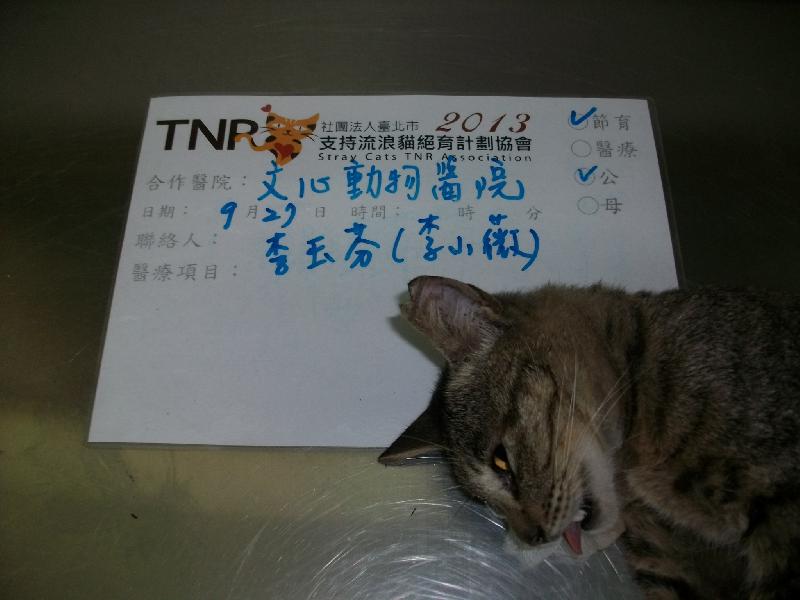 TNR 社團法人臺北市 2013
支持流浪貓絕育計劃協會
Stray Cats TNR Association
✓節育
○醫療
✓公
○母
合作醫院：文心動物醫院
日期：9月27日 時間： 時 分
聯絡人：李玉芬(李小薇)
醫療項目：